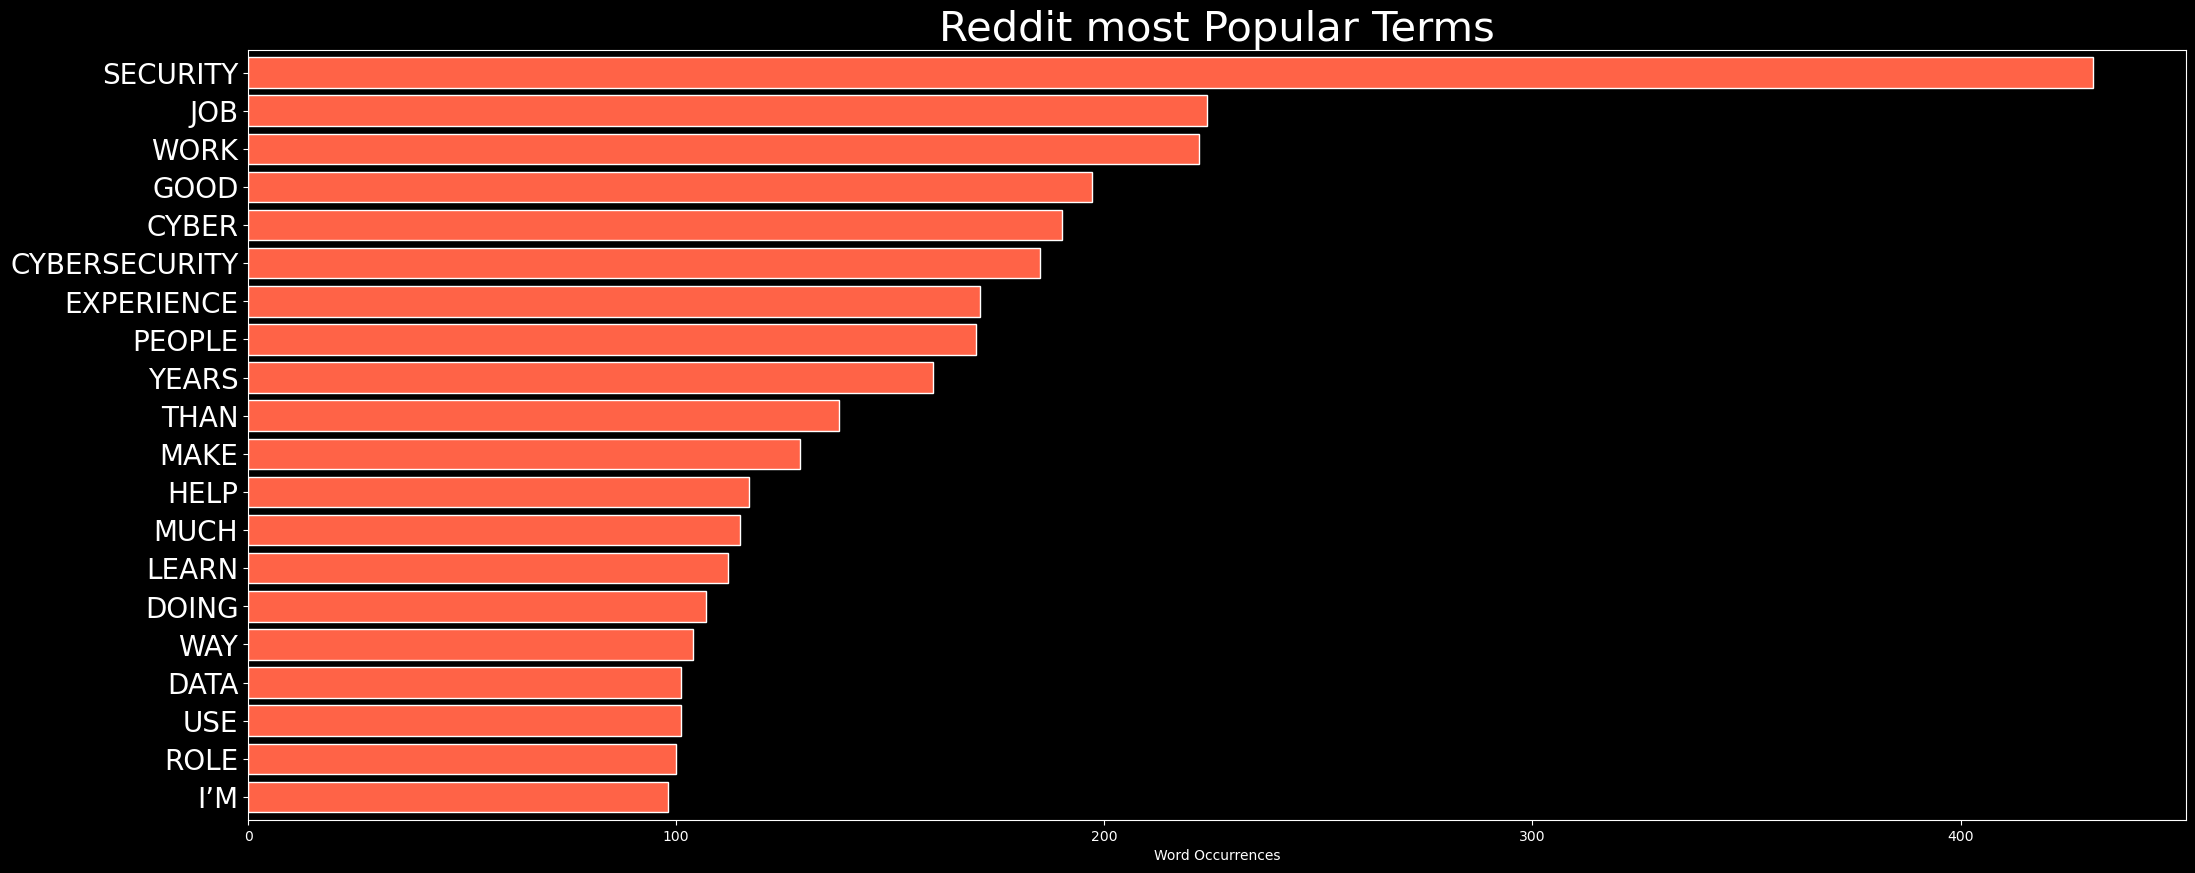 Reddit most Popular Terms
SECURITY
JOB
WORK
GOOD
CYBER
CYBERSECURITY
EXPERIENCE
PEOPLE
YEARS
THAN
MAKE
HELP
MUCH
LEARN
DOING
WAY
DATA
USE
ROLE
I’M
0 100 200 300 400
Word Occurrences